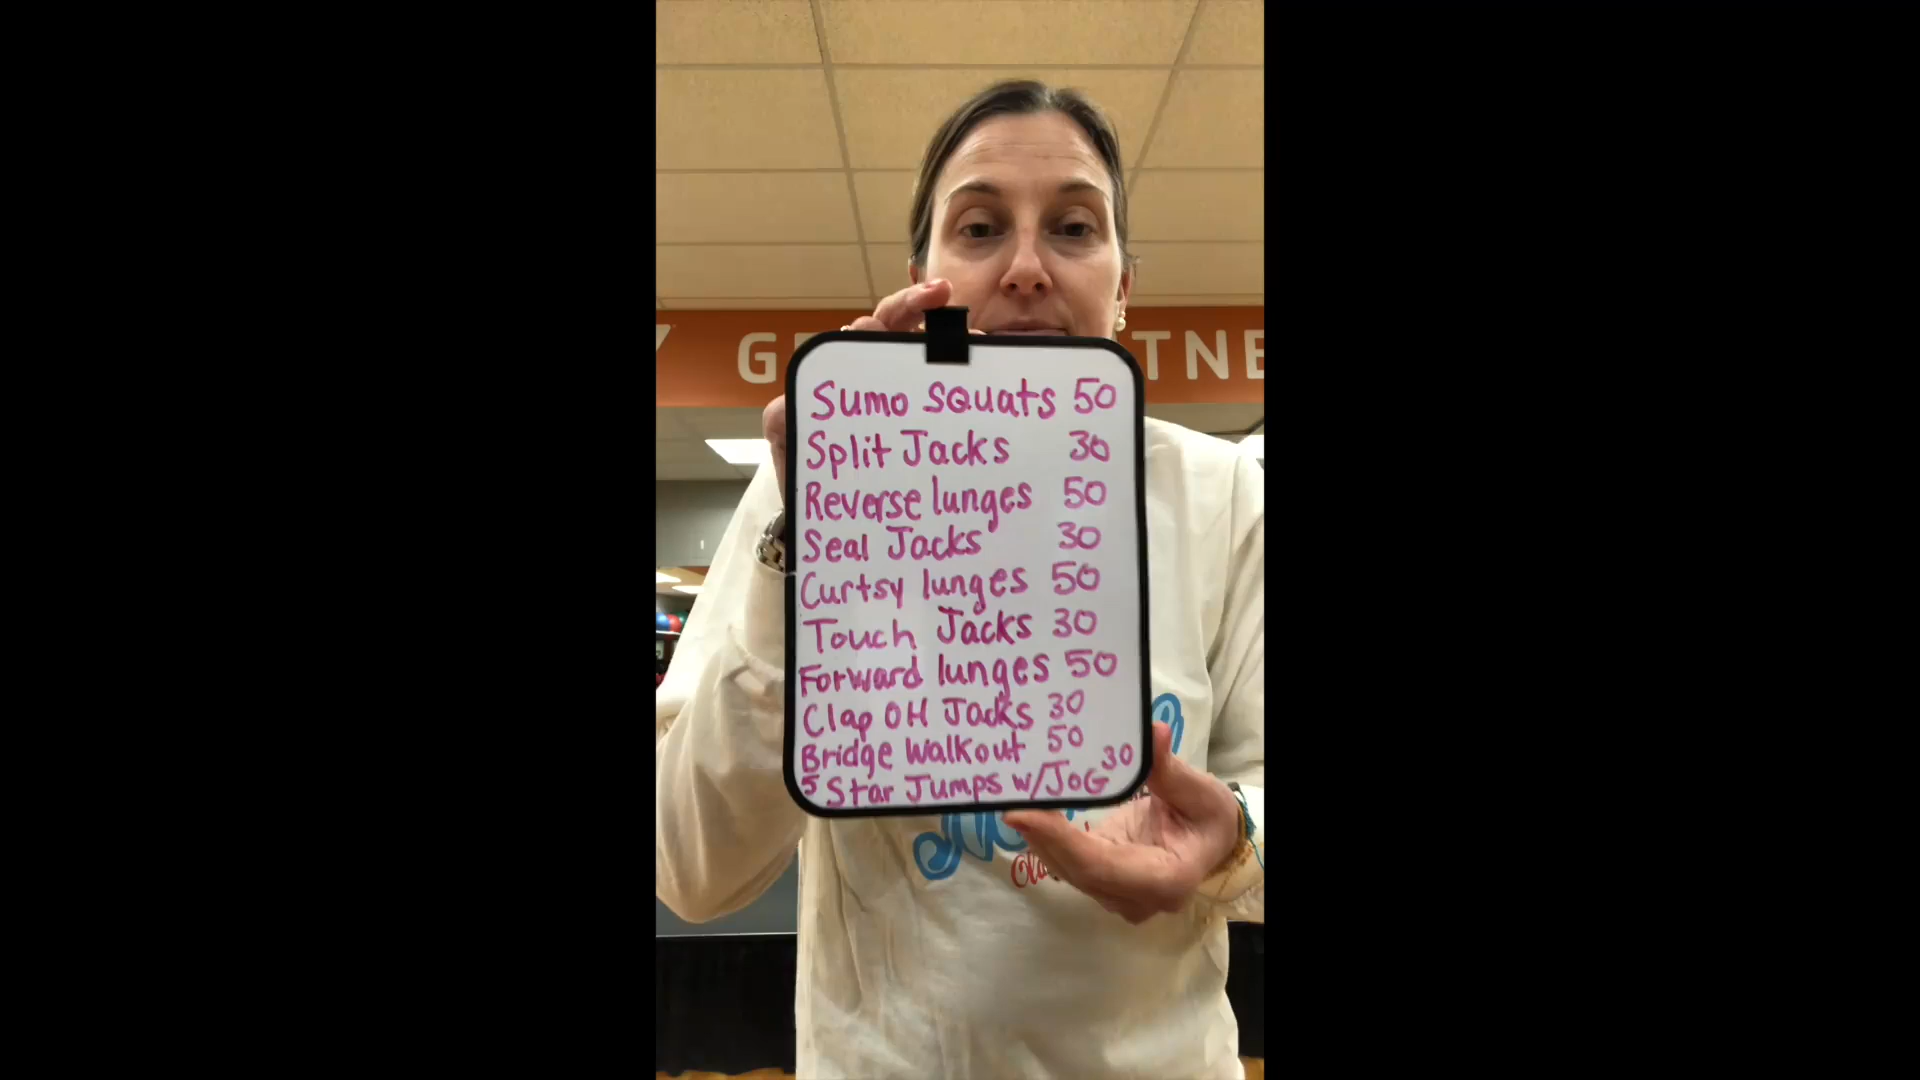 G
TNE
Sumo squats 50
Split Jacks 30
Reverse lunges 50
Seal Jacks 30
Curtsy lunges 50
Touch Jacks 30
Forward lunges 50
Clap OH Jacks 30
Bridge Walkout 50
5 Star Jumps w/JOG 30